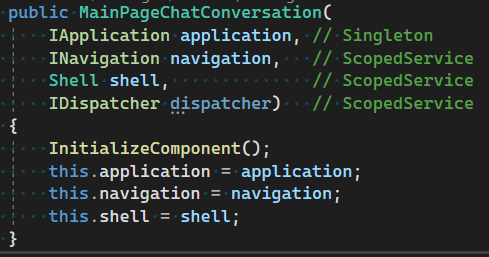 public MainPageChatConversation(
    IApplication application, // Singleton
    INavigation navigation,   // ScopedService
    Shell shell,              // ScopedService
    IDispatcher dispatcher)   // ScopedService
{
    InitializeComponent();
    this.application = application;
    this.navigation = navigation;
    this.shell = shell;
}